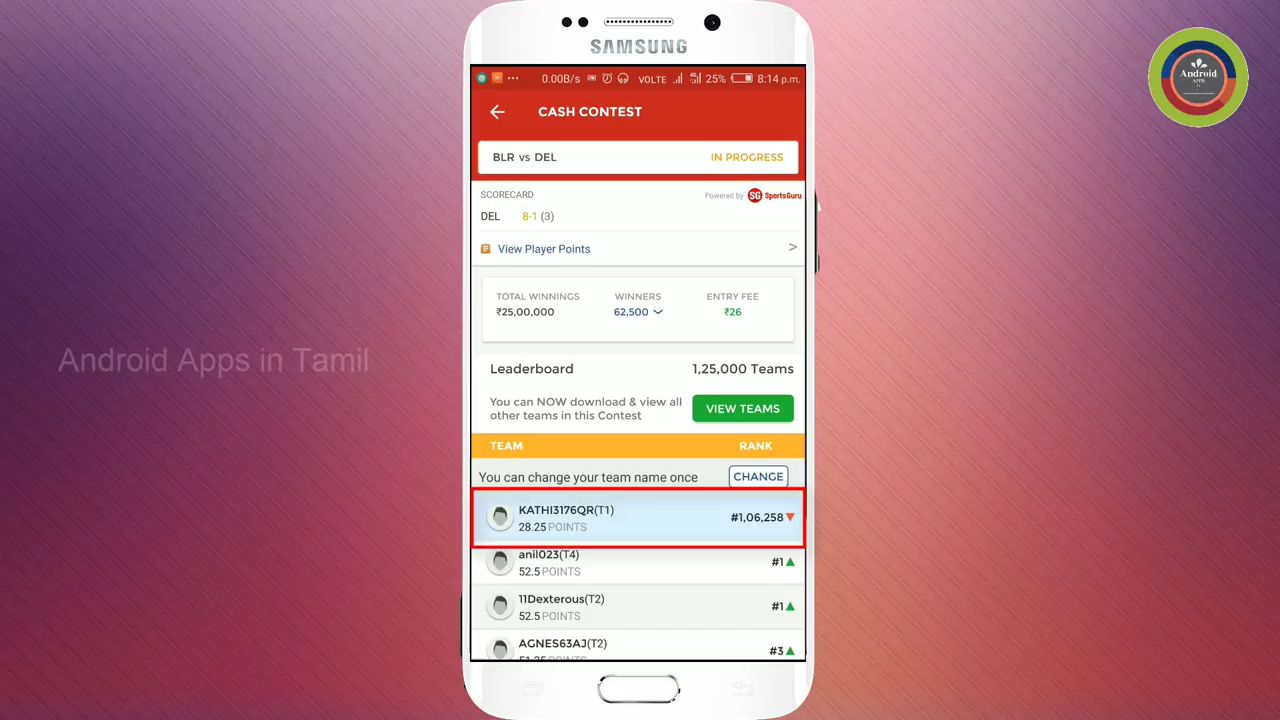 SAMSUNG
0.00B/s VOLTE 25% 8:14 p.m.
CASH CONTEST
BLR vs DEL IN PROGRESS
SCORECARD Powered by SG SportsGuru
DEL 8-1 (3)
View Player Points >
TOTAL WINNINGS WINNERS ENTRY FEE
₹25,00,000 62,500 ₹26
Leaderboard 1,25,000 Teams
You can NOW download & view all
other teams in this Contest
VIEW TEAMS
TEAM RANK
You can change your team name once CHANGE
KATHI3176QR(T1)
28.25 POINTS
#1,06,258
anil023(T4)
52.5 POINTS
#1
11Dexterous(T2)
52.5 POINTS
#1
AGNES63AJ(T2)
51.25 POINTS
#3
Android Apps in Tamil
Android
APPS